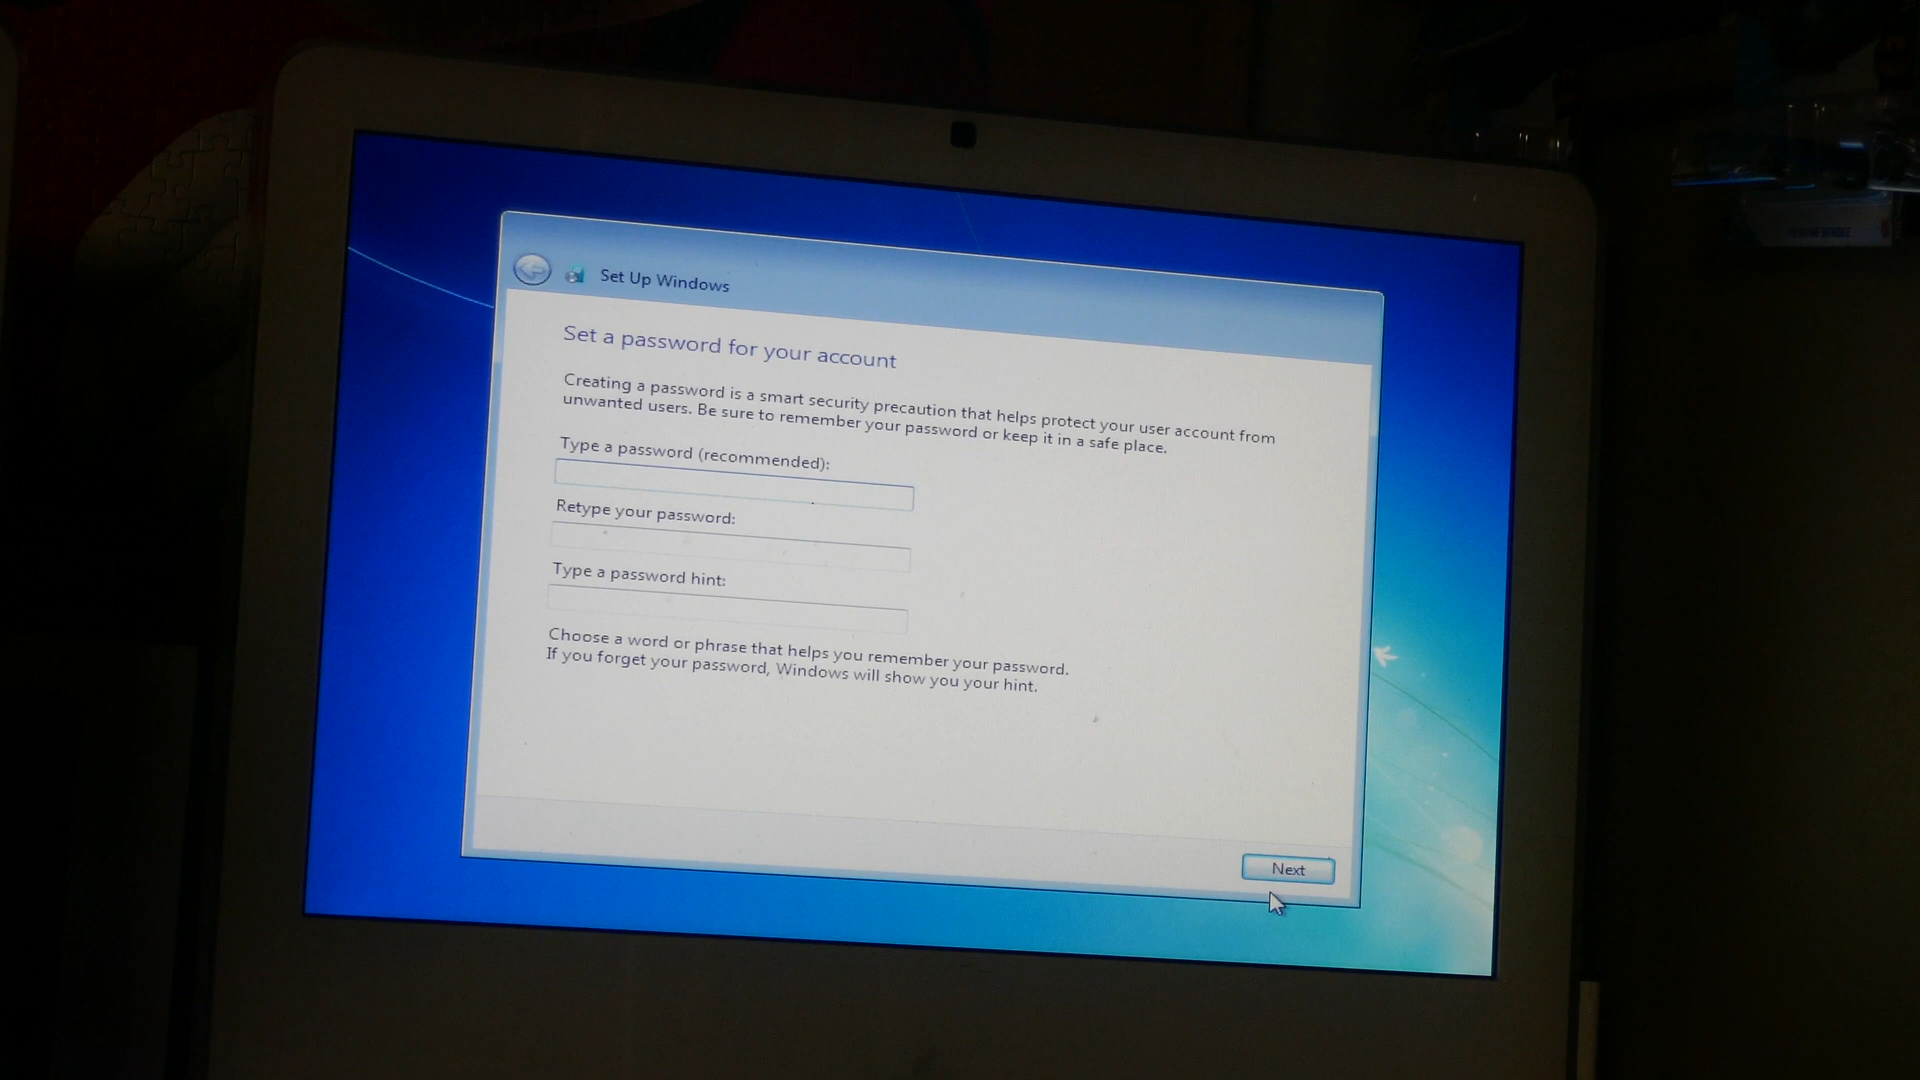 Set Up Windows
Set a password for your account
Creating a password is a smart security precaution that helps protect your user account from
unwanted users. Be sure to remember your password or keep it in a safe place.
Type a password (recommended):
Retype your password:
Type a password hint:
Choose a word or phrase that helps you remember your password.
If you forget your password, Windows will show you your hint.
Next